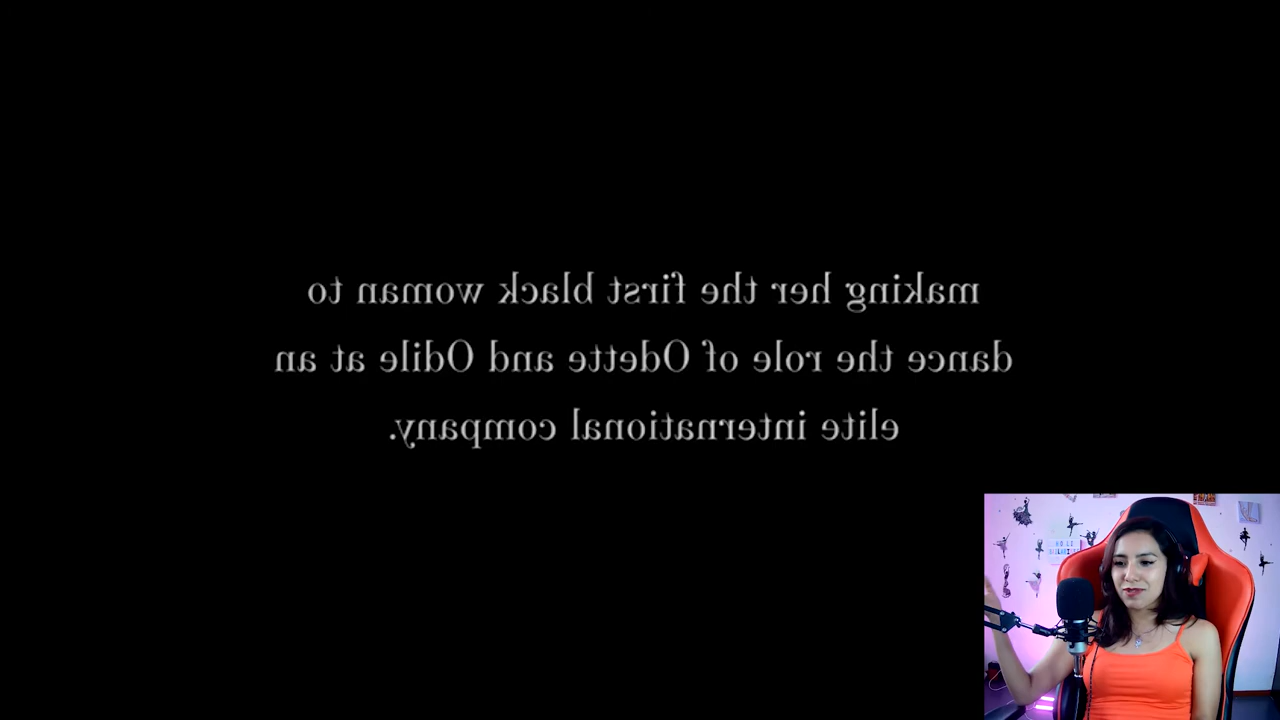 making her the first black woman to
dance the role of Odette and Odile at an
elite international company.